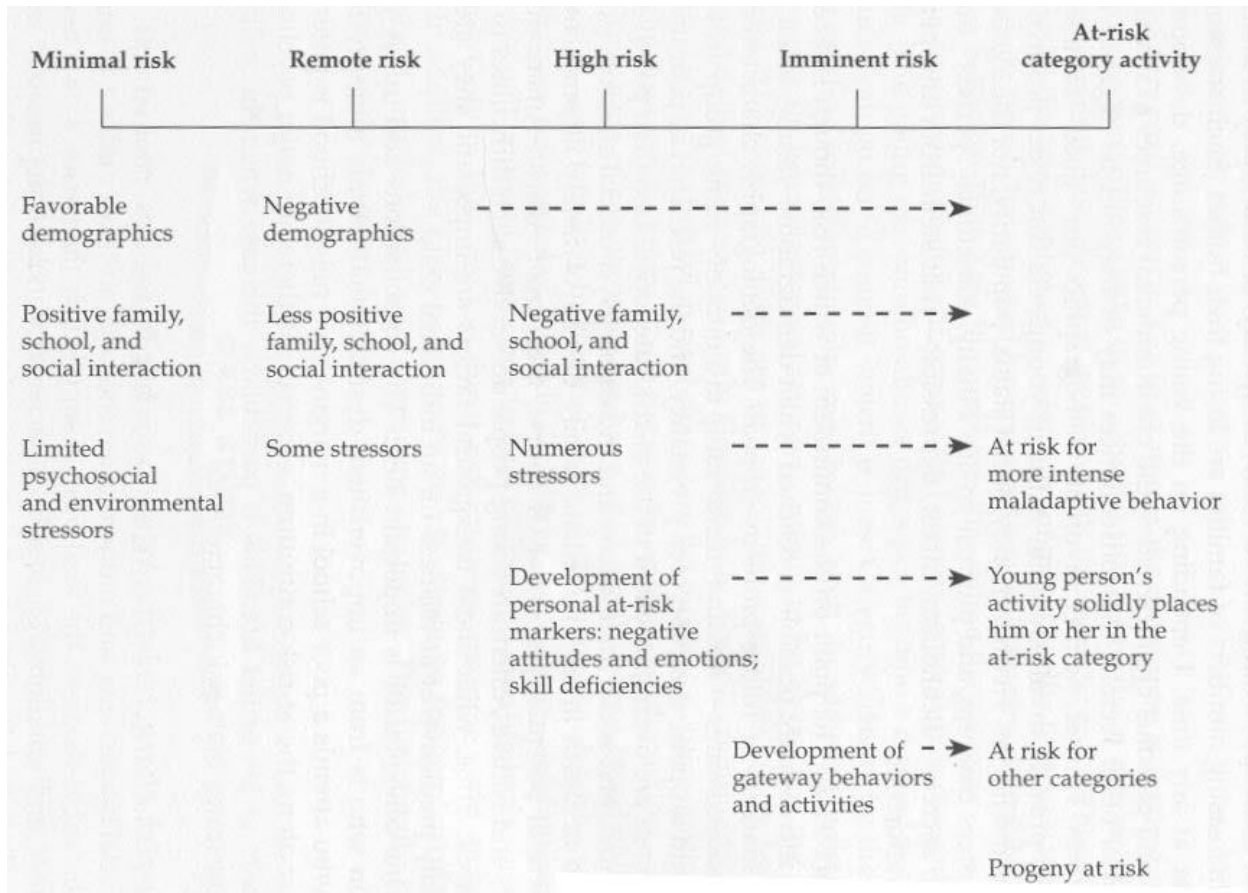 Minimal risk
Remote risk
High risk
Imminent risk
At-risk
category activity
Favorable
demographics
Negative
demographics
Positive family,
school, and
social interaction
Less positive
family, school, and
social interaction
Negative family,
school, and
social interaction
Limited
psychosocial
and environmental
stressors
Some stressors
Numerous
stressors
At risk for
more intense
maladaptive behavior
Development of
personal at-risk
markers: negative
attitudes and emotions;
skill deficiencies
Young person's
activity solidly places
him or her in the
at-risk category
Development of
gateway behaviors
and activities
At risk for
other categories
Progeny at risk